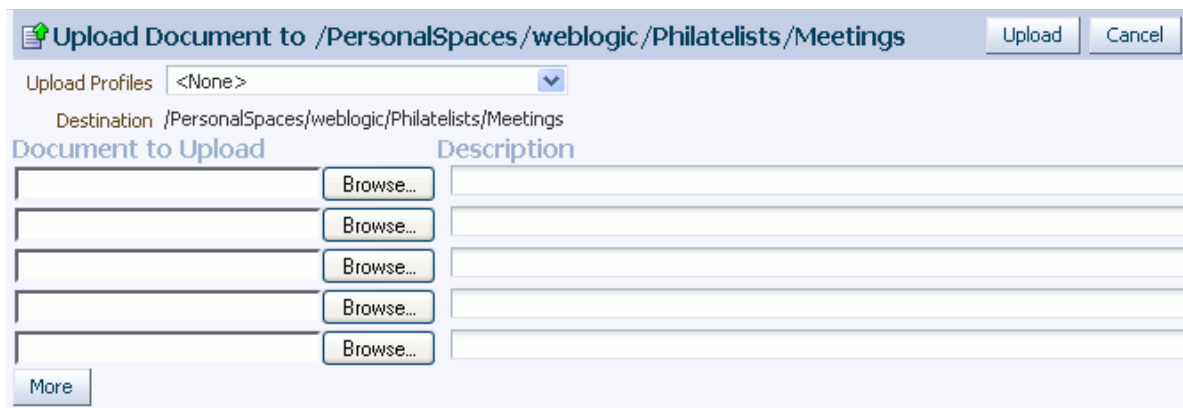 Upload Document to /PersonalSpaces/weblogic/Philatelists/Meetings Upload Cancel
Upload Profiles <None>
Destination /PersonalSpaces/weblogic/Philatelists/Meetings
Document to Upload Description
Browse...
Browse...
Browse...
Browse...
Browse...
More